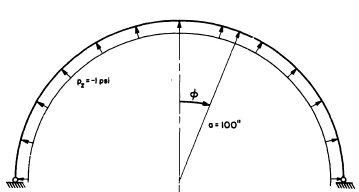 p_z = -1 psi
ϕ
a = 100"